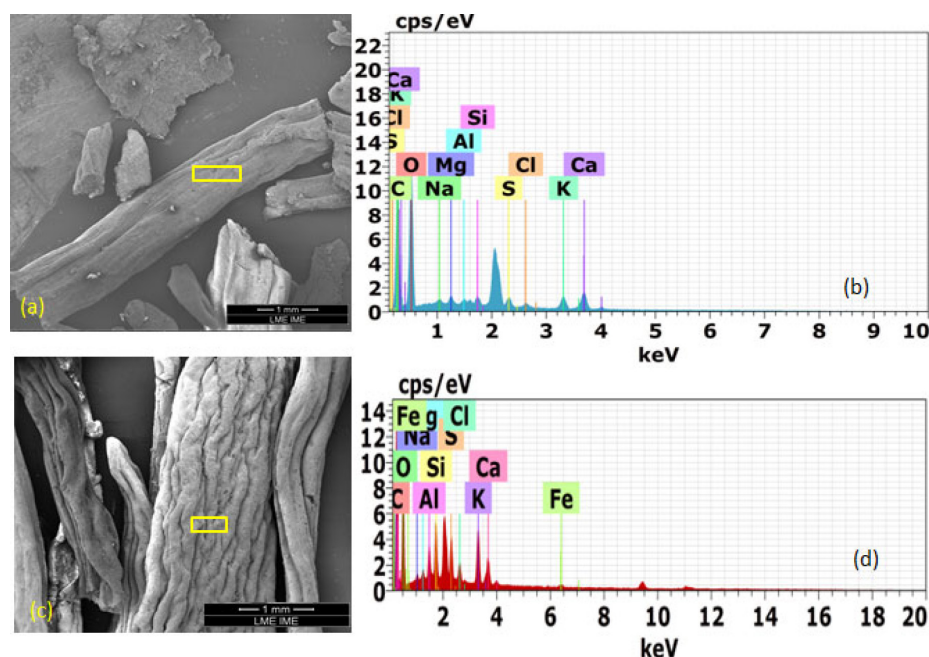 (a)
1 mm
LME IME
cps/eV
22
20
18
16
14
12
10
8
6
4
2
0
Ca
K
Cl
S
O
C
Na
Mg
Al
Si
S
Cl
K
Ca
1 2 3 4 5 6 7 8 9 10
keV
(b)
(c)
1 mm
LME IME
cps/eV
14
12
10
8
6
4
2
0
Fe
g
Cl
Na
S
O
Si
Ca
C
Al
K
Fe
2 4 6 8 10 12 14 16 18 20
keV
(d)